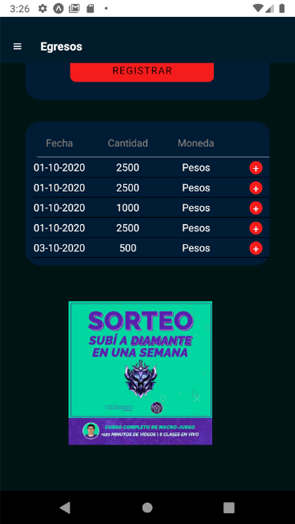 3:26
Egresos
REGISTRAR
Fecha Cantidad Moneda
01-10-2020 2500 Pesos +
01-10-2020 2500 Pesos +
01-10-2020 1000 Pesos +
01-10-2020 2500 Pesos +
03-10-2020 500 Pesos +
SORTEO
SUBÍ A DIAMANTE
EN UNA SEMANA
CURSO COMPLETO DE MACRO-JUEGO
MINUTOS DE VIDEOS | 5 CLASES EN VIVO